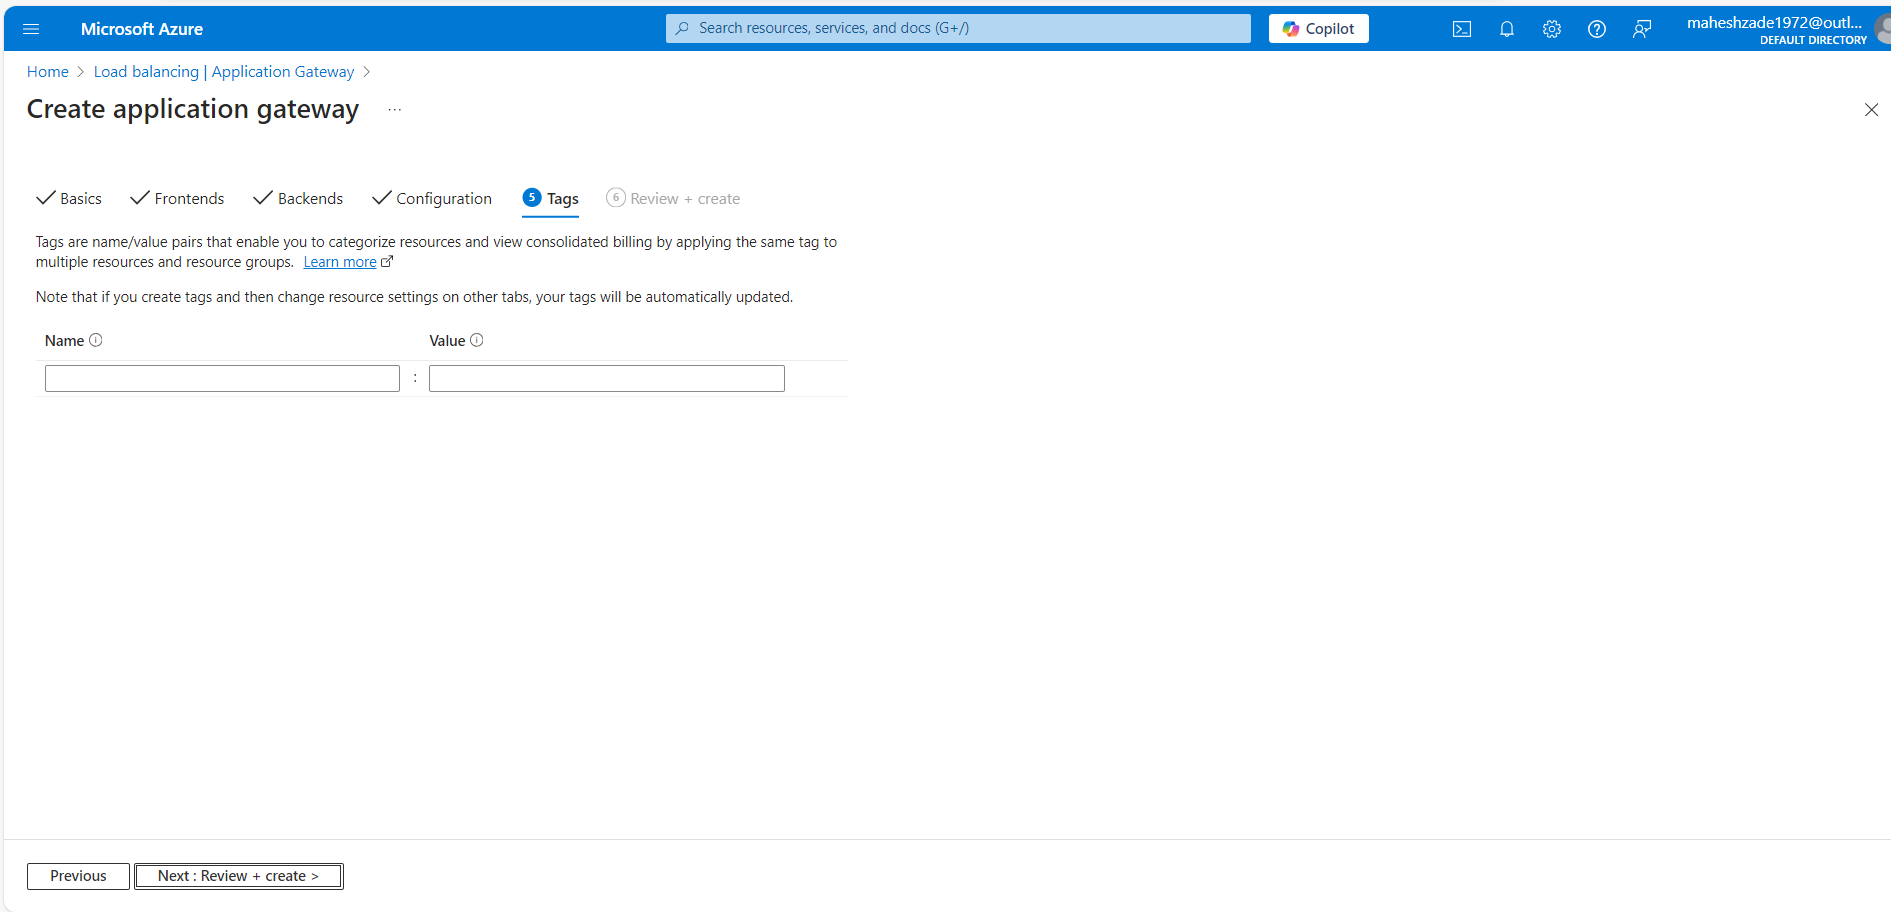 Microsoft Azure
Search resources, services, and docs (G+/)
Copilot
maheshzade1972@outl...
DEFAULT DIRECTORY
Home > Load balancing | Application Gateway >
Create application gateway ...
Basics Frontends Backends Configuration 5 Tags 6 Review + create
Tags are name/value pairs that enable you to categorize resources and view consolidated billing by applying the same tag to
multiple resources and resource groups. Learn more
Note that if you create tags and then change resource settings on other tabs, your tags will be automatically updated.
Name Value
:
Previous Next : Review + create >